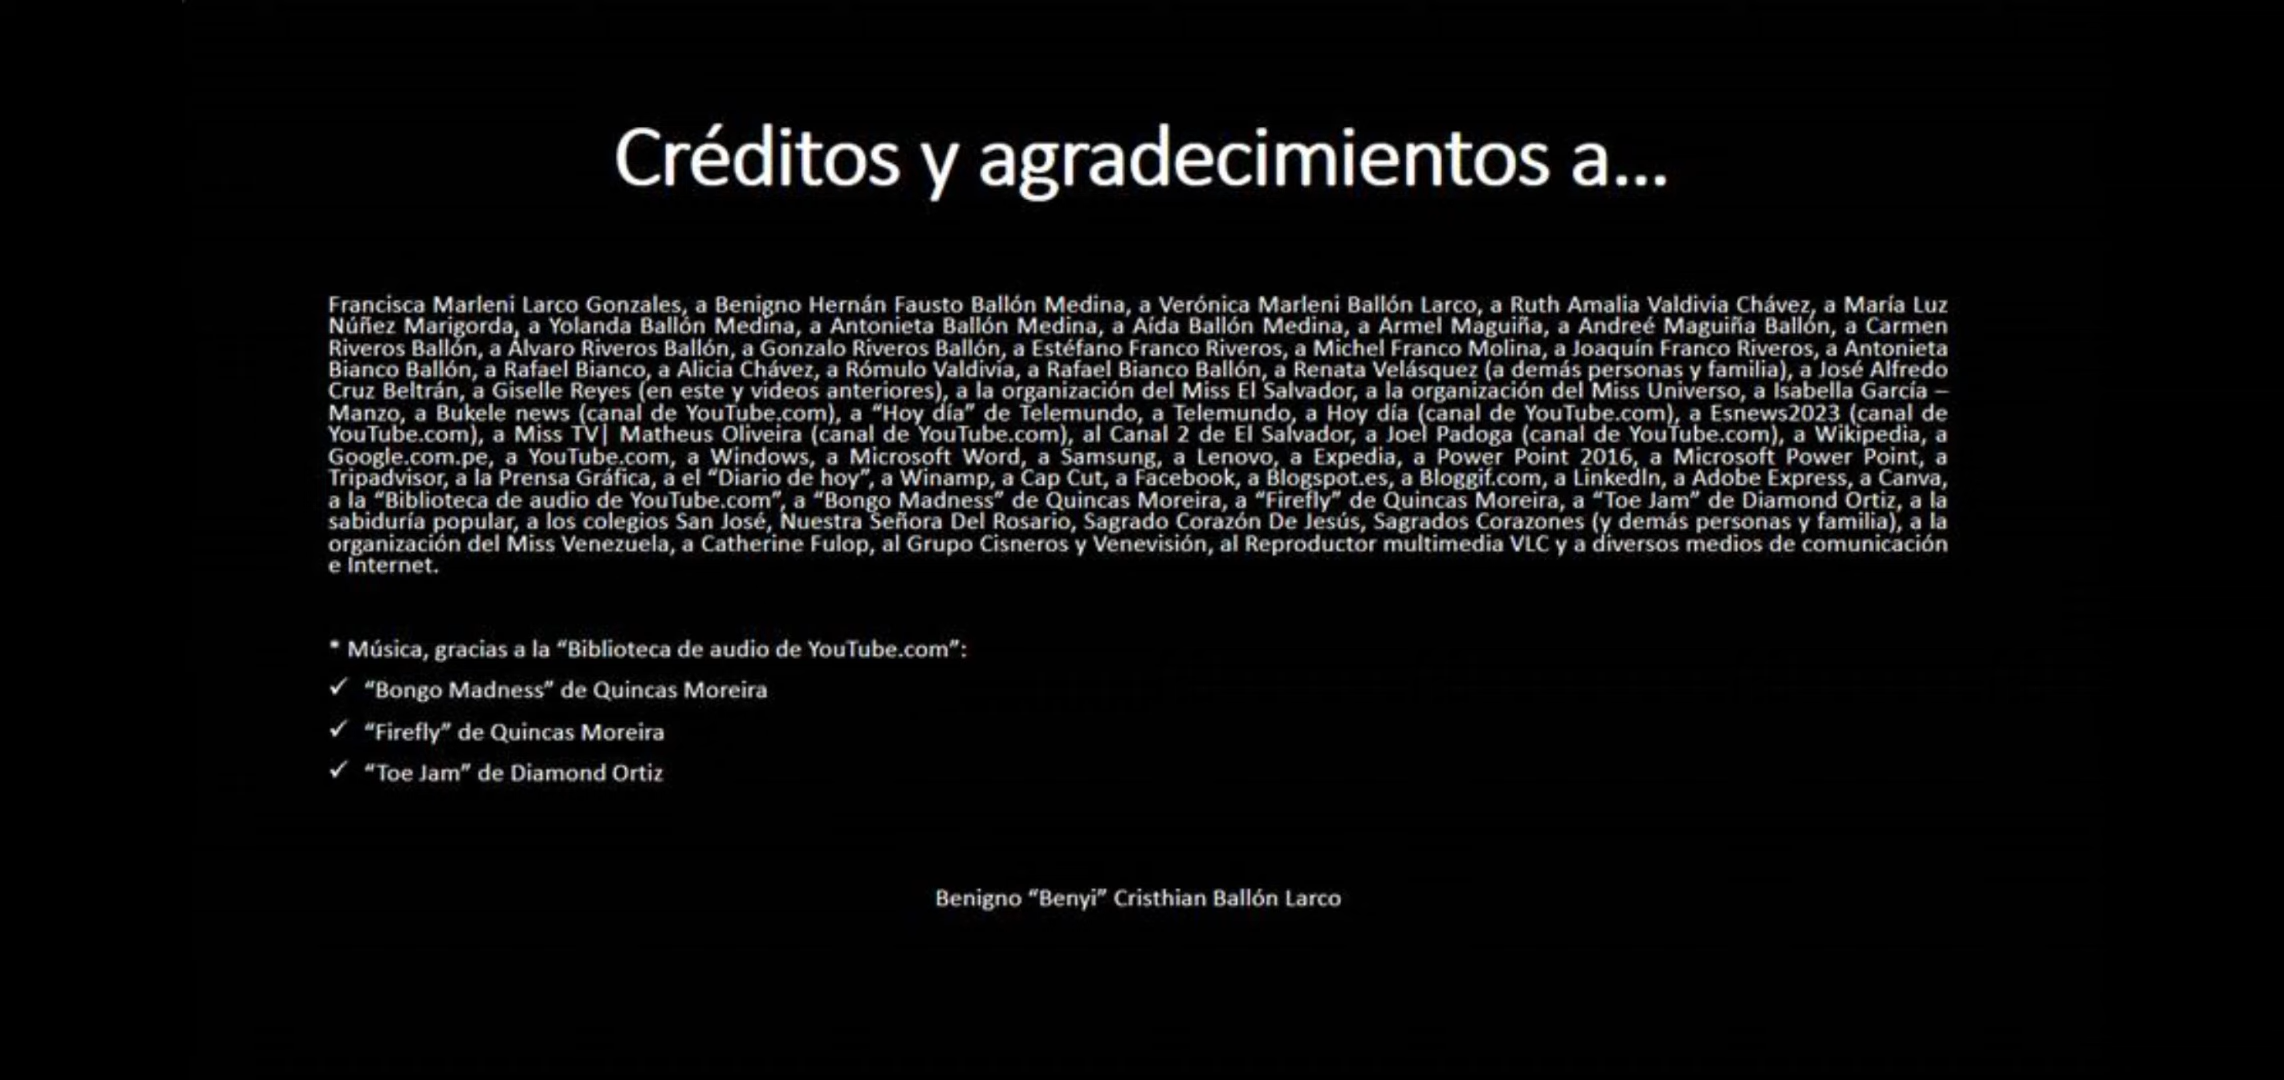 Créditos y agradecimientos a...
Francisca Marleni Larco Gonzales, a Benigno Hernán Fausto Ballón Medina, a Verónica Marleni Ballón Larco, a Ruth Amalia Valdivia Chávez, a María Luz
Núñez Marigorda, a Yolanda Ballón Medina, a Antonieta Ballón Medina, a Aída Ballón Medina, a Armel Maguiña, a Andreé Maguiña Ballón, a Carmen
Riveros Ballón, a Álvaro Riveros Ballón, a Gonzalo Riveros Ballón, a Estéfano Franco Riveros, a Michel Franco Molina, a Joaquín Franco Riveros, a Antonieta
Bianco Ballón, a Rafael Bianco, a Alicia Chávez, a Rómulo Valdivia, a Rafael Bianco Ballón, a Renata Velásquez (a demás personas y familia), a José Alfredo
Cruz Beltrán, a Giselle Reyes (en este y videos anteriores), a la organización del Miss El Salvador, a la organización del Miss Universo, a Isabella García –
Manzo, a Bukele news (canal de YouTube.com), a “Hoy día” de Telemundo, a Telemundo, a Hoy día (canal de YouTube.com), a Esnews2023 (canal de
YouTube.com), a Miss TV| Matheus Oliveira (canal de YouTube.com), al Canal 2 de El Salvador, a Joel Padoga (canal de YouTube.com), a Wikipedia, a
Google.com.pe, a YouTube.com, a Windows, a Microsoft Word, a Samsung, a Lenovo, a Expedia, a Power Point 2016, a Microsoft Power Point, a
Tripadvisor, a la Prensa Gráfica, a el “Diario de hoy”, a Winamp, a Cap Cut, a Facebook, a Blogspot.es, a Bloggif.com, a LinkedIn, a Adobe Express, a Canva,
a la “Biblioteca de audio de YouTube.com”, a “Bongo Madness” de Quincas Moreira, a “Firefly” de Quincas Moreira, a “Toe Jam” de Diamond Ortiz, a la
sabiduría popular, a los colegios San José, Nuestra Señora Del Rosario, Sagrado Corazón De Jesús, Sagrados Corazones (y demás personas y familia), a la
organización del Miss Venezuela, a Catherine Fulop, al Grupo Cisneros y Venevisión, al Reproductor multimedia VLC y a diversos medios de comunicación
e Internet.
* Música, gracias a la “Biblioteca de audio de YouTube.com”:
✓ “Bongo Madness” de Quincas Moreira
✓ “Firefly” de Quincas Moreira
✓ “Toe Jam” de Diamond Ortiz
Benigno “Benyi” Cristhian Ballón Larco